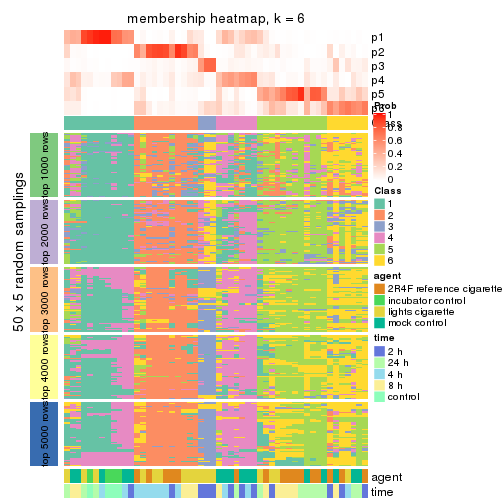 membership heatmap, k = 6
p1
p2
p3
p4
p5
Prob
1
0.8
0.6
0.4
0.2
0
Class
1
2
3
4
5
6
agent
2R4F reference cigarette
incubator control
lights cigarette
mock control
time
2 h
24 h
4 h
8 h
control
50 x 5 random samplings
top 1000 rows
top 2000 rows
top 3000 rows
top 4000 rows
top 5000 rows
agent
time